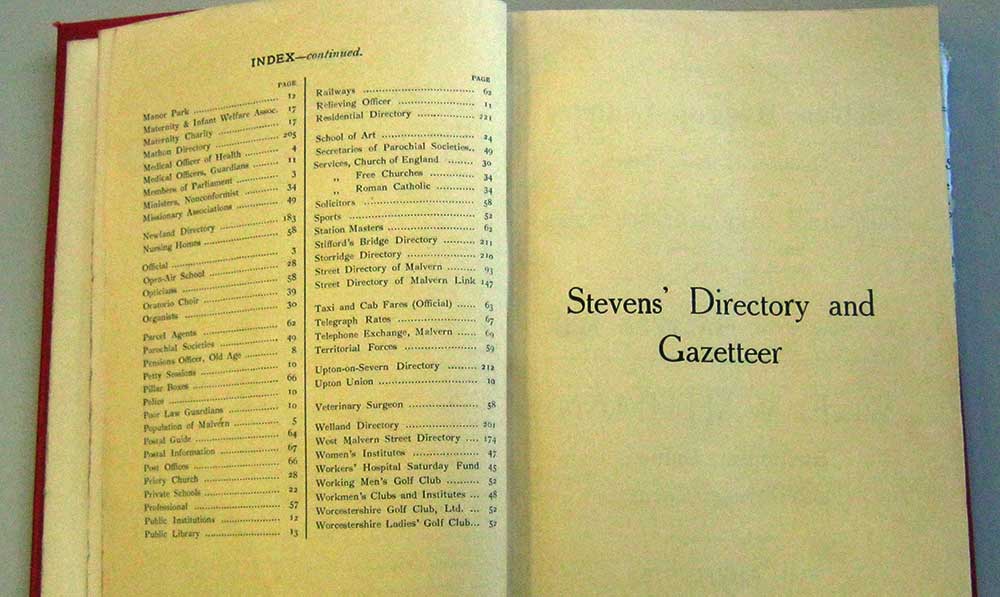 INDEX—continued.
PAGE
Manor Park ........ 12
Maternity & Infant Welfare Assoc. 17
Maternity Charity ........ 17
Mathon Directory ........ 205
Medical Officer of Health ........ 4
Medical Officers, Guardians ........ 11
Members of Parliament ........ 3
Ministers, Nonconformist ........ 34
Missionary Associations ........ 49
Newland Directory ........ 183
Nursing Homes ........ 58
Official ........ 3
Open-Air School ........ 28
Opticians ........ 58
Oratorio Choir ........ 39
Organists ........ 30
Parcel Agents ........ 62
Parochial Societies ........ 49
Pensions Officer, Old Age ........ 8
Petty Sessions ........ 10
Pillar Boxes ........ 66
Police ........ 10
Poor Law Guardians ........ 10
Population of Malvern ........ 5
Postal Guide ........ 64
Postal Information ........ 67
Post Offices ........ 66
Priory Church ........ 28
Private Schools ........ 22
Professional ........ 57
Public Institutions ........ 12
Public Library ........ 13
PAGE
Railways ........ 62
Relieving Officer ........ 11
Residential Directory ........ 221
School of Art ........ 24
Secretaries of Parochial Societies.. 49
Services, Church of England ........ 30
,, Free Churches ........ 34
,, Roman Catholic ........ 34
Solicitors ........ 58
Sports ........ 52
Station Masters ........ 62
Stifford's Bridge Directory ........ 211
Storridge Directory ........ 210
Street Directory of Malvern ........ 93
Street Directory of Malvern Link 147
Taxi and Cab Fares (Official) ...... 63
Telegraph Rates ........ 67
Telephone Exchange, Malvern ...... 69
Territorial Forces ........ 59
Upton-on-Severn Directory ........ 212
Upton Union ........ 10
Veterinary Surgeon ........ 58
Welland Directory ........ 201
West Malvern Street Directory .... 174
Women's Institutes ........ 47
Workers' Hospital Saturday Fund 45
Working Men's Golf Club .......... 52
Workmen's Clubs and Institutes ... 48
Worcestershire Golf Club, Ltd. ... 52
Worcestershire Ladies' Golf Club... 52
Stevens' Directory and
Gazetteer